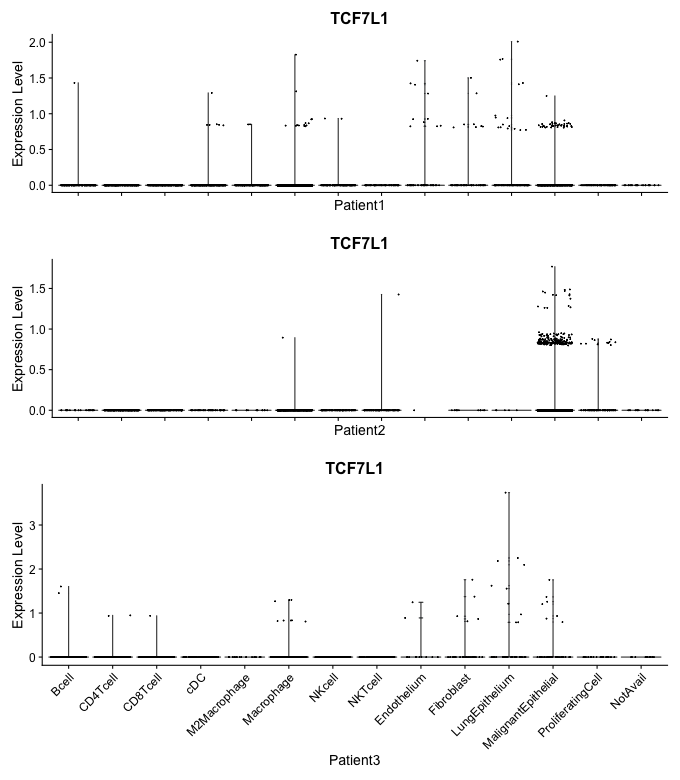 TCF7L1
Expression Level
2.0
1.5
1.0
0.5
0.0
Patient1
TCF7L1
Expression Level
1.5
1.0
0.5
0.0
Patient2
TCF7L1
Expression Level
3
2
1
0
Bcell
CD4Tcell
CD8Tcell
cDC
M2Macrophage
Macrophage
NKcell
NKTcell
Endothelium
Fibroblast
LungEpithelium
MalignantEpithelial
ProliferatingCell
NotAvail
Patient3